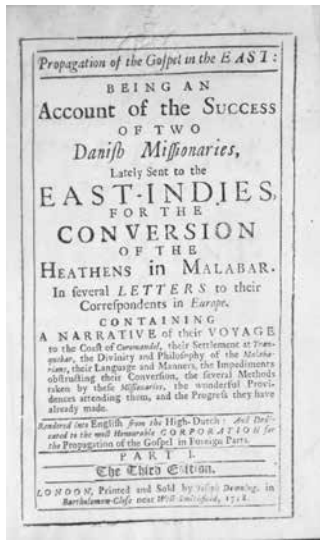 Propagation of the Goſpel in the EAST:
BEING AN
Account of the SUCCESS
OF TWO
Daniſh Miſſionaries,
Lately Sent to the
EAST-INDIES,
FOR THE
CONVERSION
OF THE
HEATHENS in MALABAR.
In ſeveral LETTERS to their
Correſpondents in Europe.
CONTAINING
A NARRATIVE of their VOYAGE
to the Coaſt of Coromandel, their Settlement at Tran-
quebar, the Divinity and Philoſophy of the Malaba-
rians, their Language and Manners, the Impediments
obſtructing their Converſion, the ſeveral Methods
taken by theſe Miſſionaries, the wonderful Provi-
dences attending them, and the Progreſs they have
already made.
Rendered into Engliſh from the High-Dutch: And Dedi-
cated to the moſt Honourable CORPORATION for
the Propagation of the Goſpel in Foreign Parts.
PART I.
The Third Edition.
LONDON, Printed and Sold by Joſeph Downing, in
Bartholomew-Cloſe near Weſt-Smithfield, 1718.